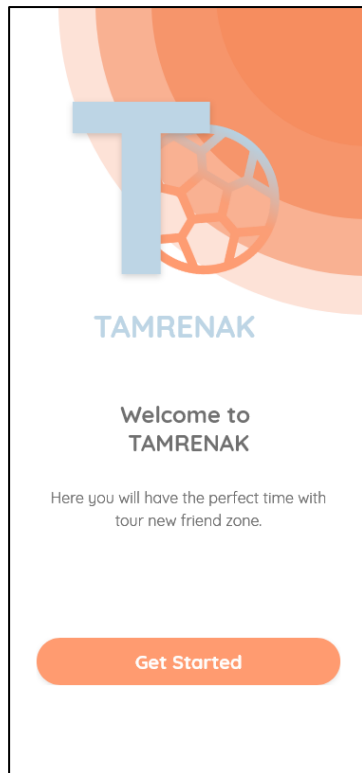 T
TAMRENAK
Welcome to
TAMRENAK
Here you will have the perfect time with
tour new friend zone.
Get Started